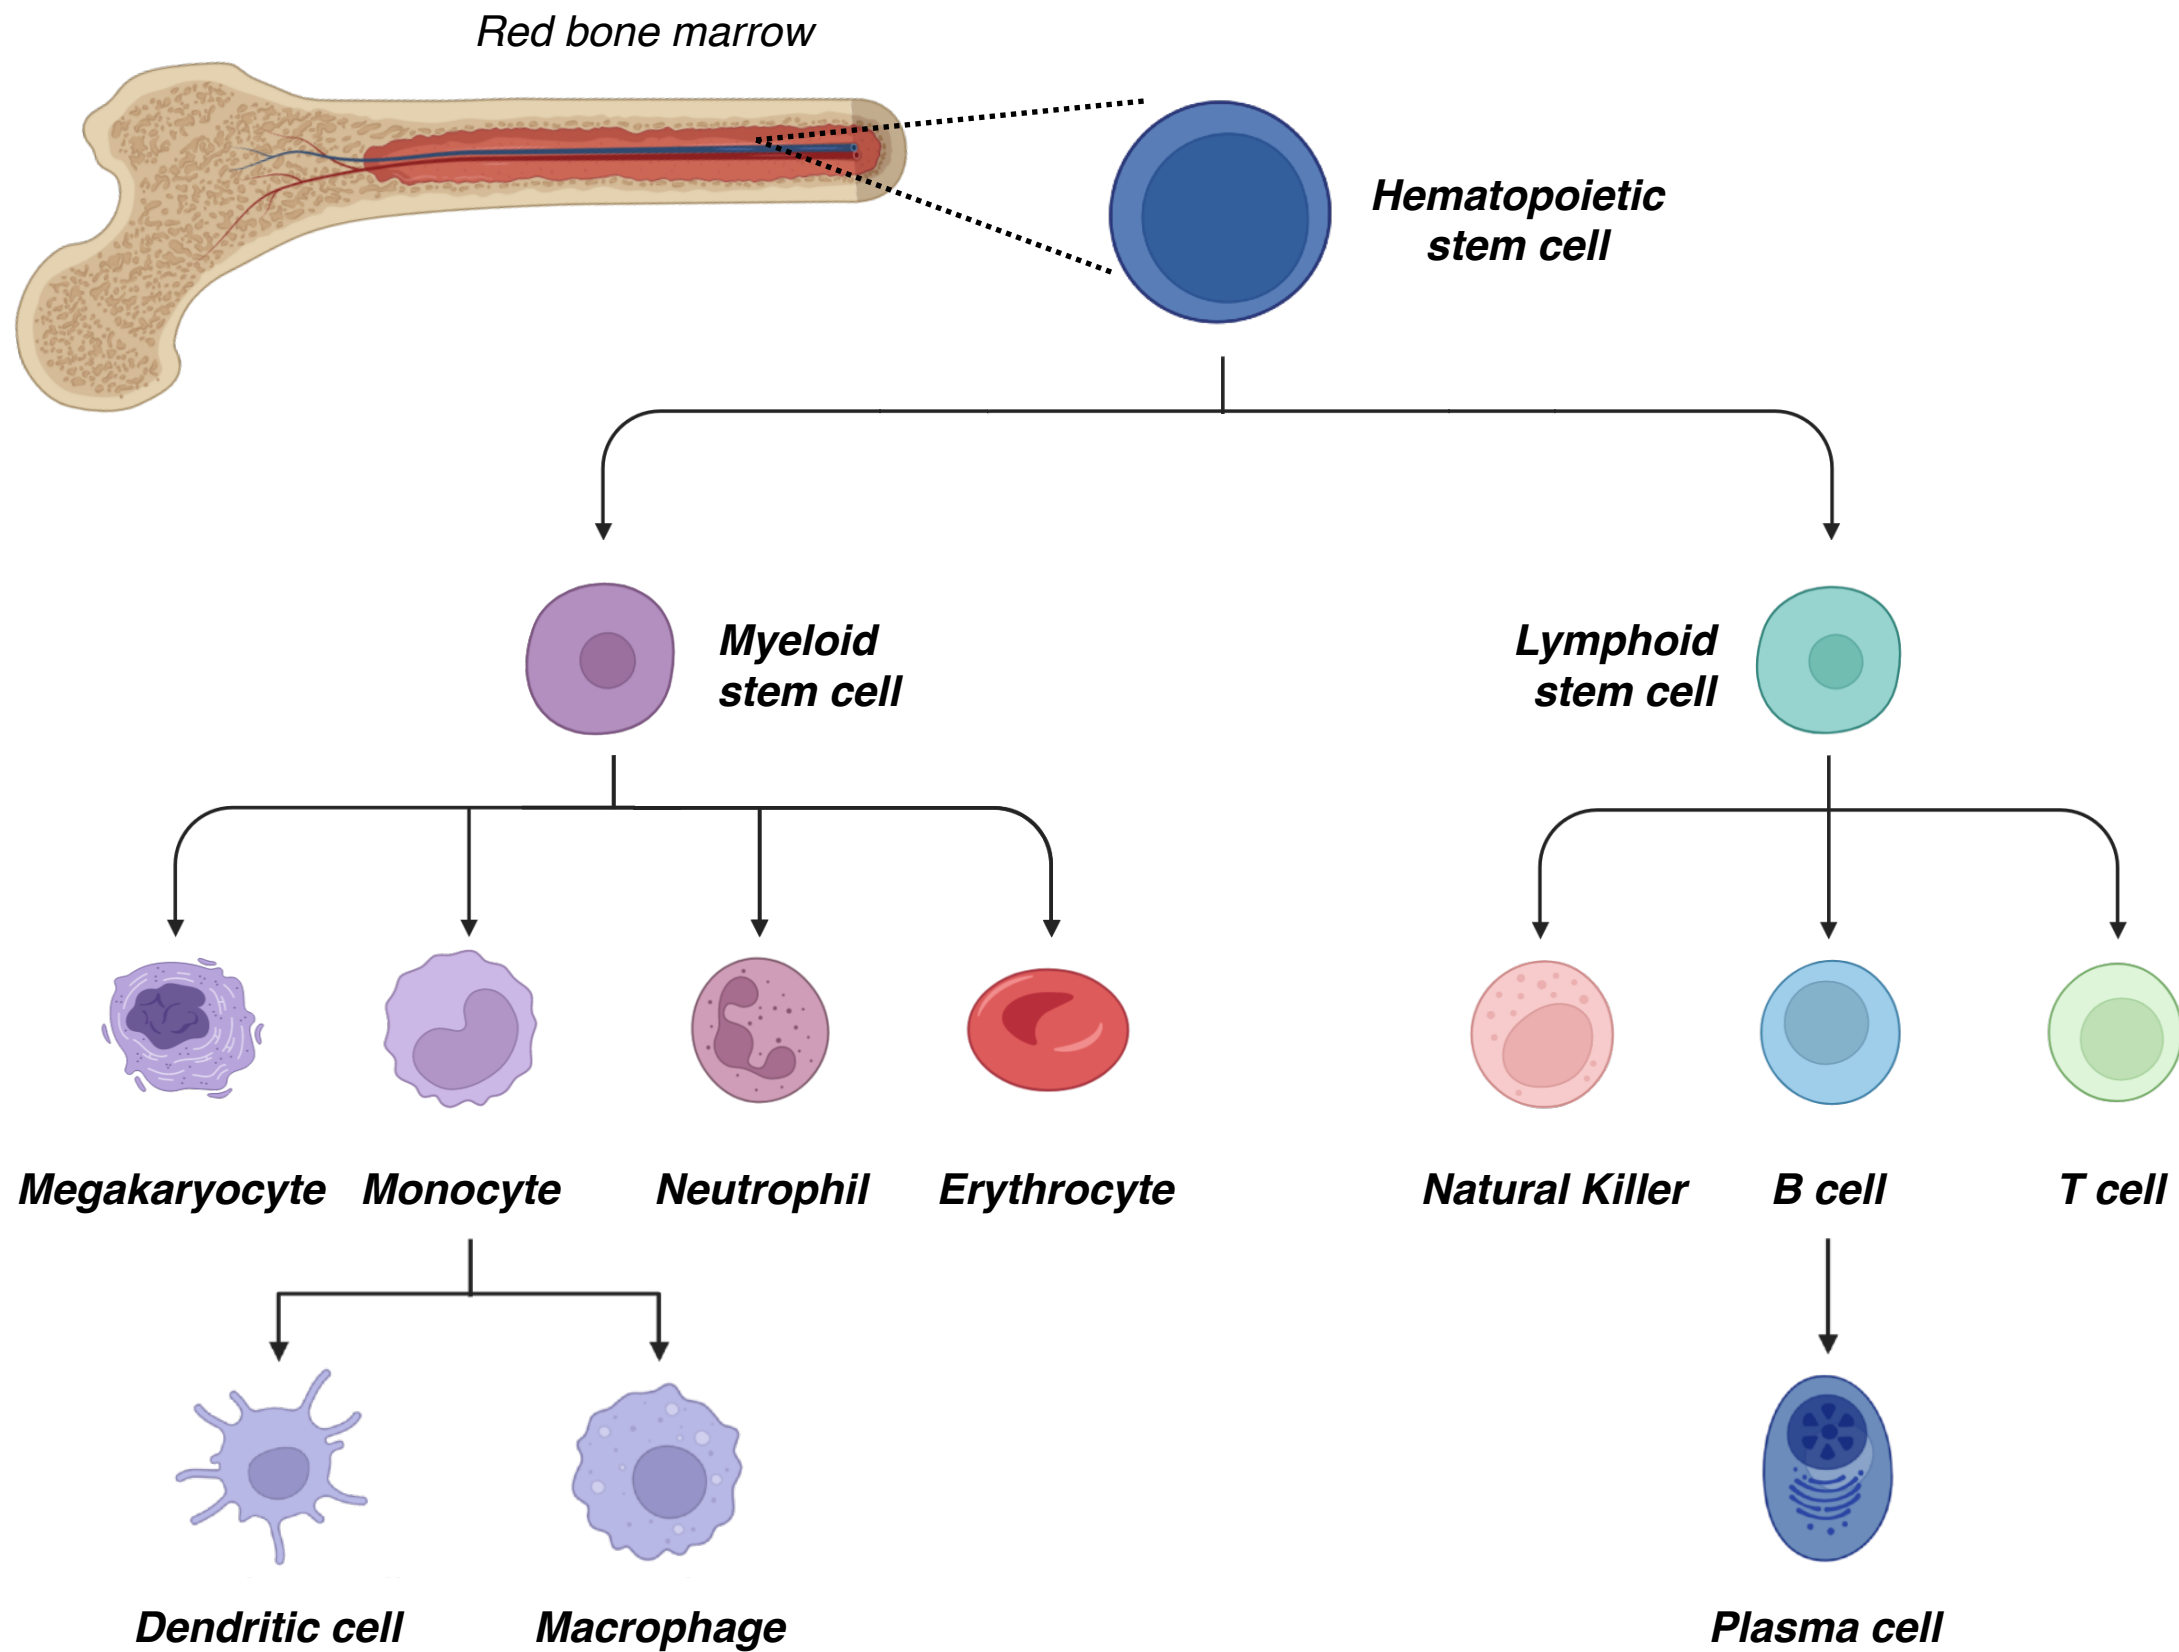 Red bone marrow
Hematopoietic
stem cell
Myeloid
stem cell
Lymphoid
stem cell
Megakaryocyte
Monocyte
Neutrophil
Erythrocyte
Natural Killer
B cell
T cell
Dendritic cell
Macrophage
Plasma cell